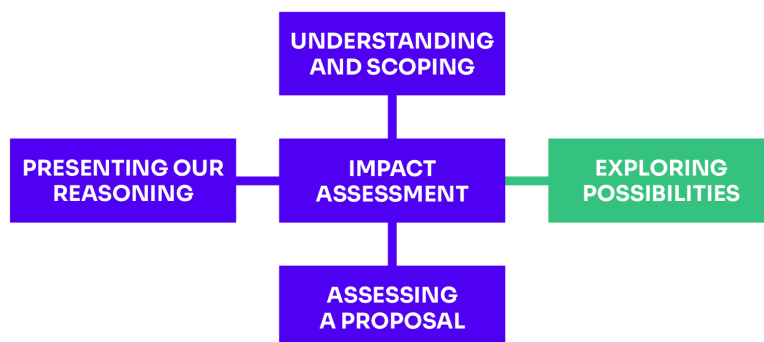 UNDERSTANDING
AND SCOPING
PRESENTING OUR
REASONING
IMPACT
ASSESSMENT
EXPLORING
POSSIBILITIES
ASSESSING
A PROPOSAL